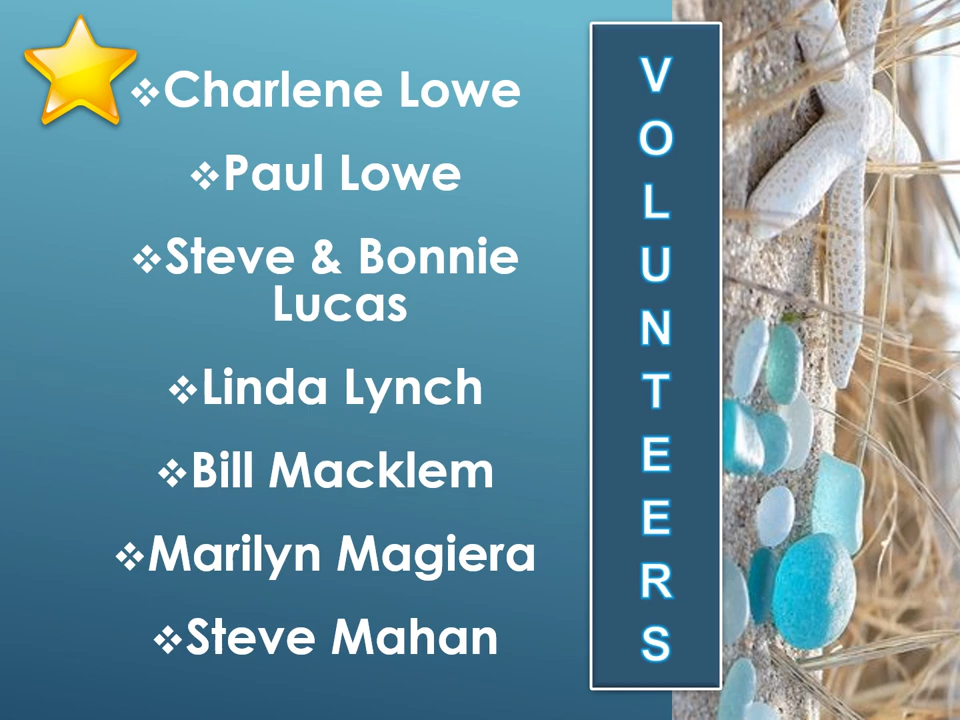 ❖Charlene Lowe
❖Paul Lowe
❖Steve & Bonnie
Lucas
❖Linda Lynch
❖Bill Macklem
❖Marilyn Magiera
❖Steve Mahan
V
O
L
U
N
T
E
E
R
S